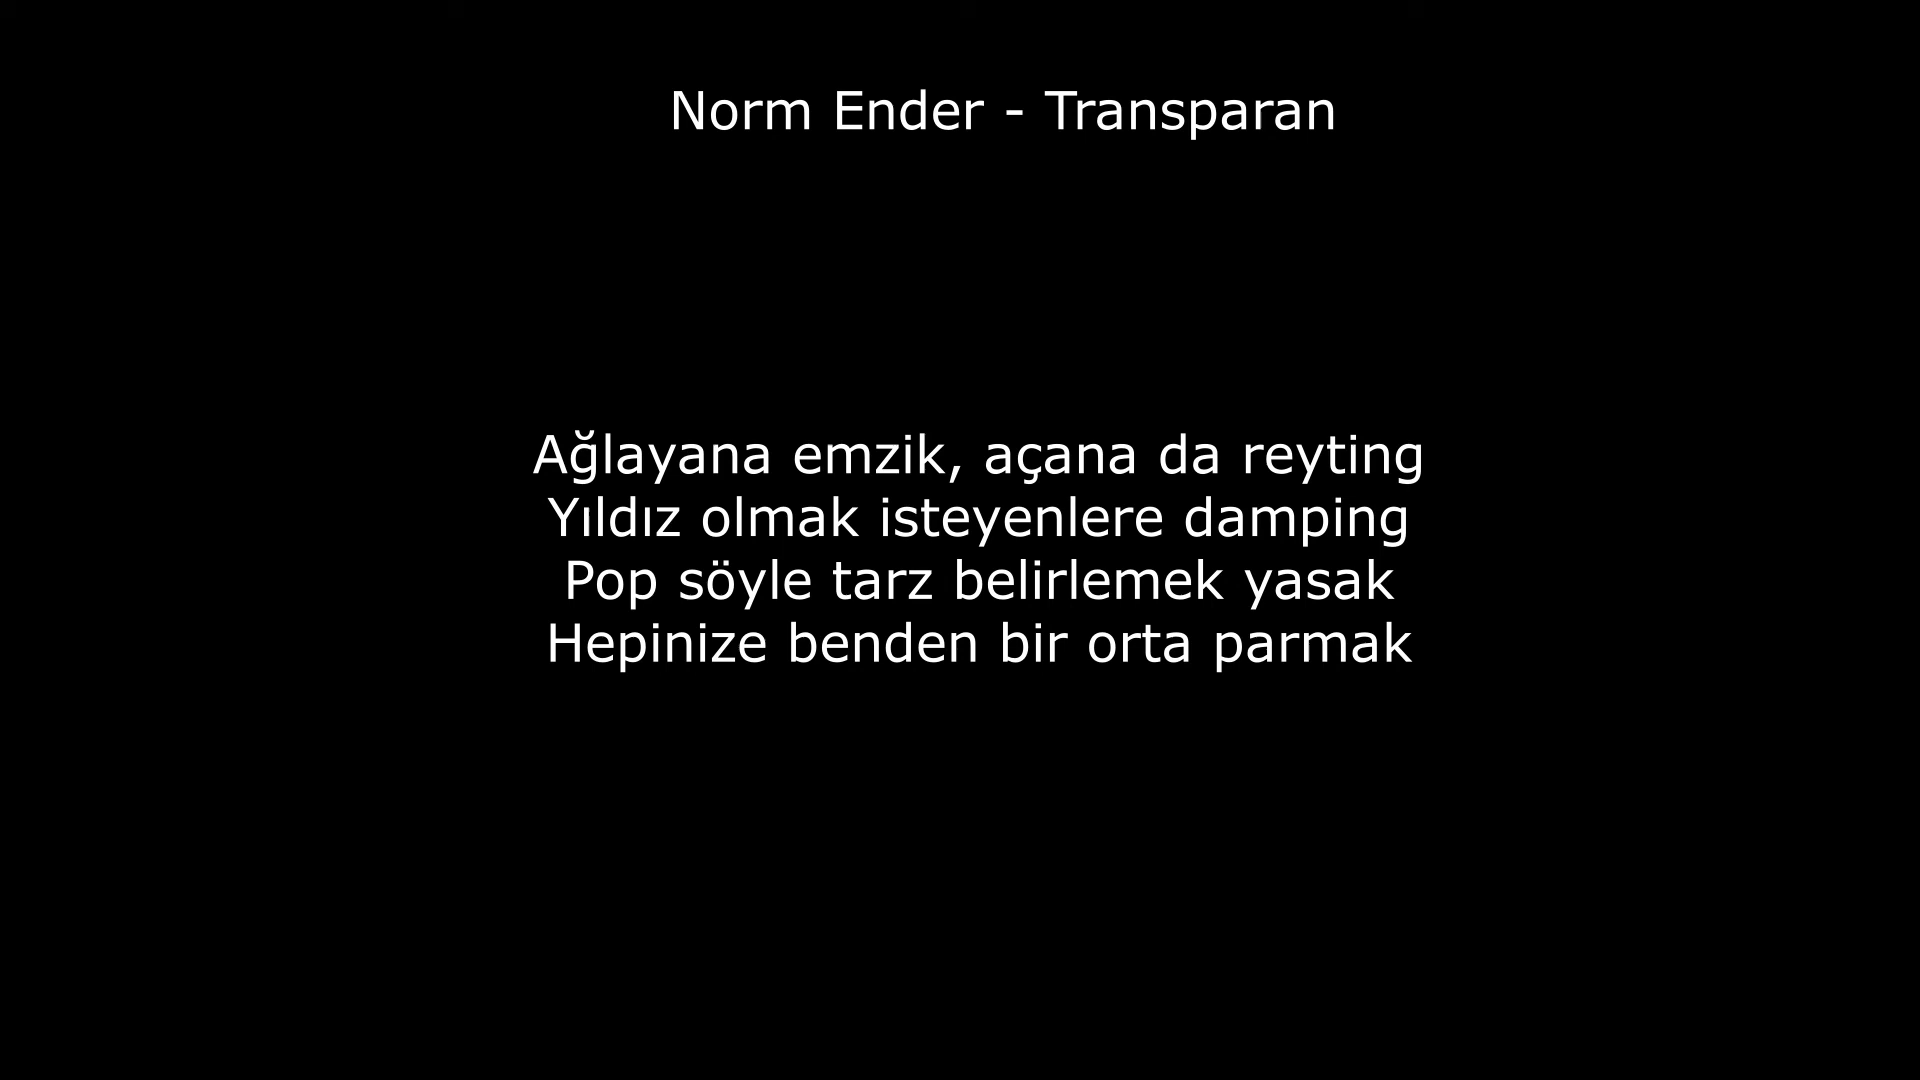 Norm Ender - Transparan
Ağlayana emzik, açana da reyting
Yıldız olmak isteyenlere damping
Pop söyle tarz belirlemek yasak
Hepinize benden bir orta parmak